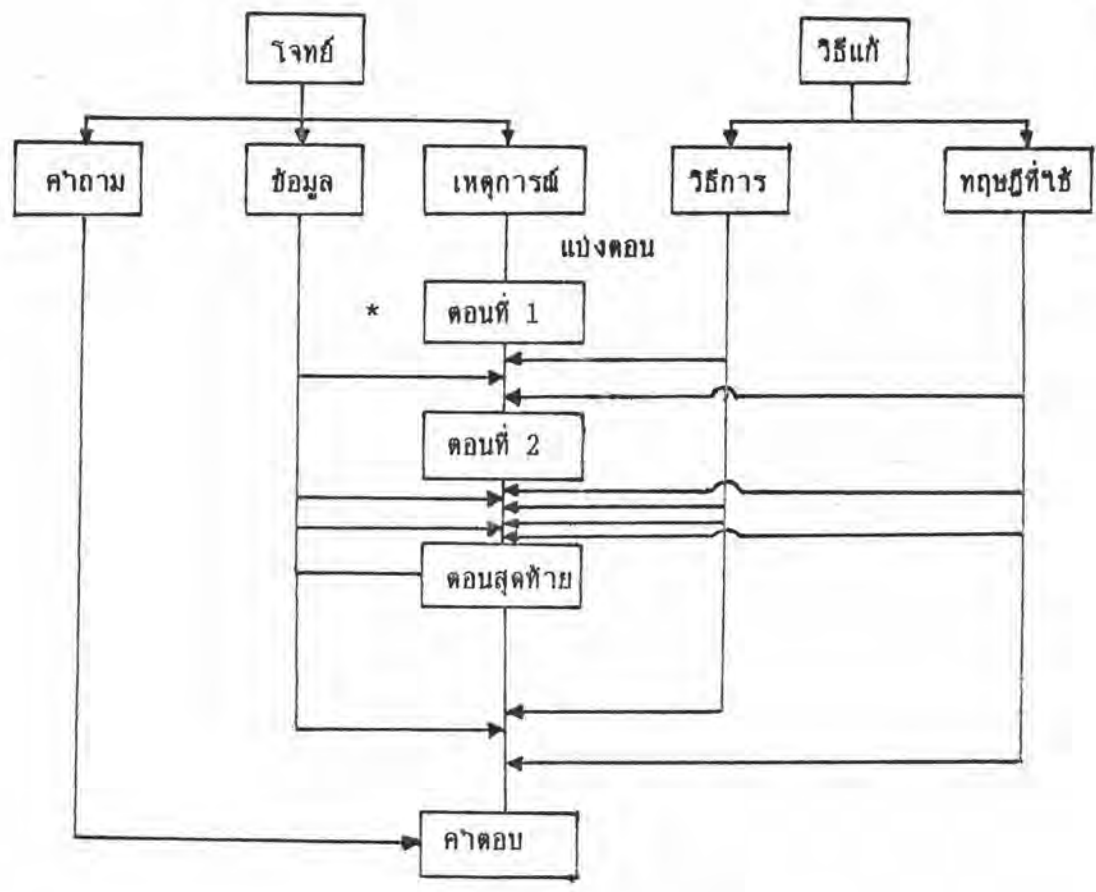 โจทย์
วิธีแก้
คำถาม
ข้อมูล
เหตุการณ์
วิธีการ
ทฤษฎีที่ใช้
แบ่งตอน
*
ตอนที่ 1
ตอนที่ 2
ตอนสุดท้าย
คำตอบ